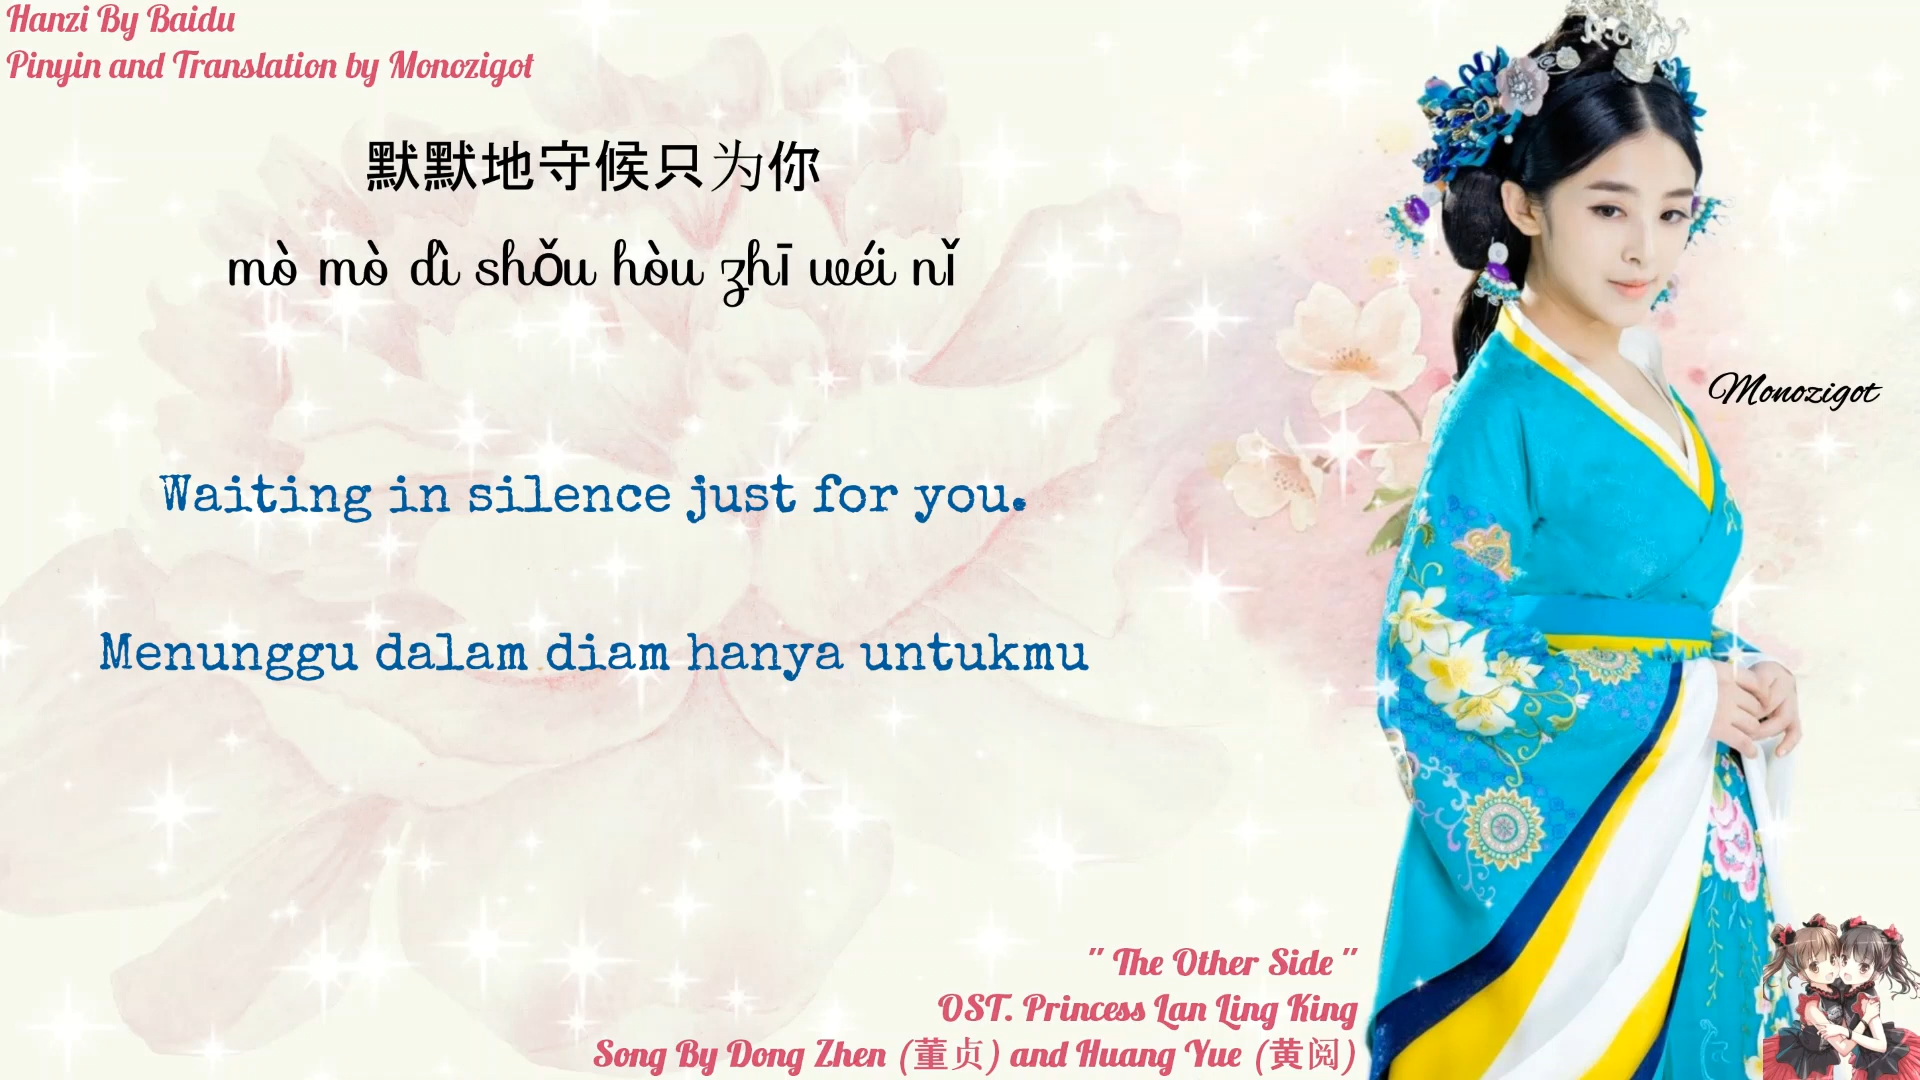 Hanzi By Baidu
Pinyin and Translation by Monozigot
默默地守候只为你
mò mò dì shǒu hòu zhī wéi nǐ
Waiting in silence just for you.
Menunggu dalam diam hanya untukmu
Monozigot
" The Other Side "
OST. Princess Lan Ling King
Song By Dong Zhen (董贞) and Huang Yue (黄阅)